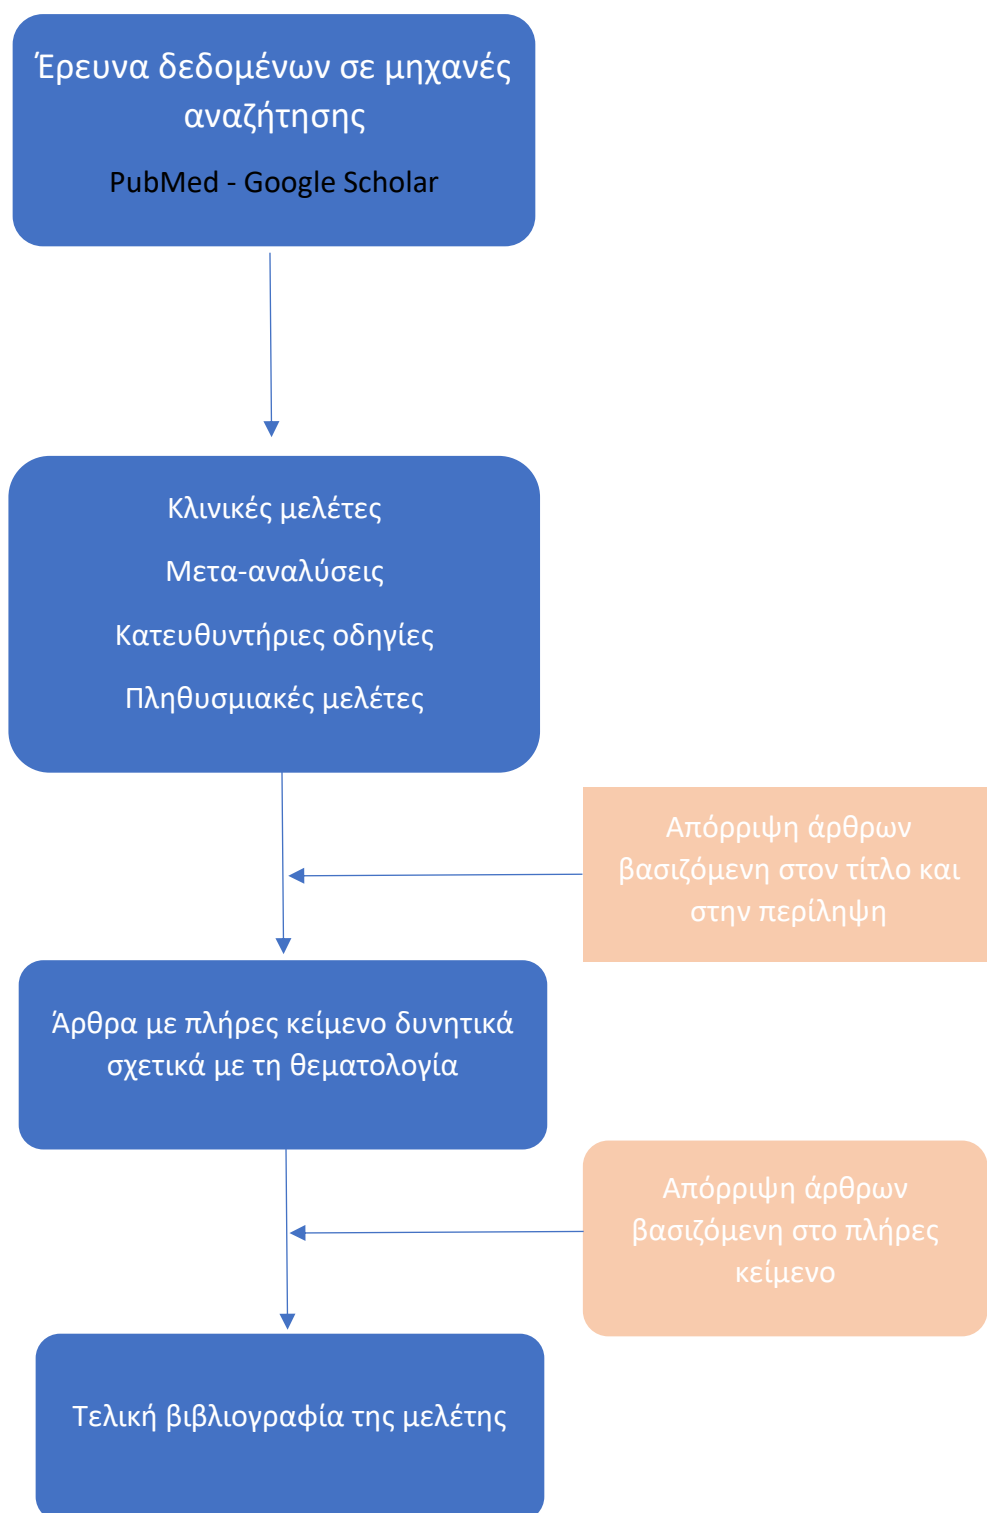 Έρευνα δεδομένων σε μηχανές
αναζήτησης
PubMed - Google Scholar
Κλινικές μελέτες
Μετα-αναλύσεις
Κατευθυντήριες οδηγίες
Πληθυσμιακές μελέτες
Απόρριψη άρθρων
βασιζόμενη στον τίτλο και
στην περίληψη
Άρθρα με πλήρες κείμενο δυνητικά
σχετικά με τη θεματολογία
Απόρριψη άρθρων
βασιζόμενη στο πλήρες
κείμενο
Τελική βιβλιογραφία της μελέτης